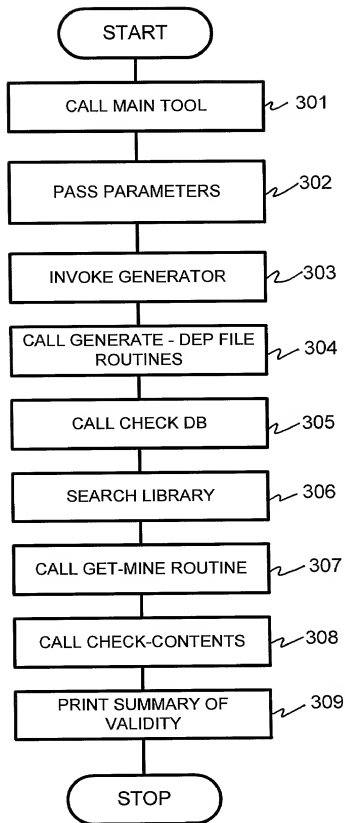 START
CALL MAIN TOOL
301
PASS PARAMETERS
302
INVOKE GENERATOR
303
CALL GENERATE - DEP FILE
ROUTINES
304
CALL CHECK DB
305
SEARCH LIBRARY
306
CALL GET-MINE ROUTINE
307
CALL CHECK-CONTENTS
308
PRINT SUMMARY OF
VALIDITY
309
STOP